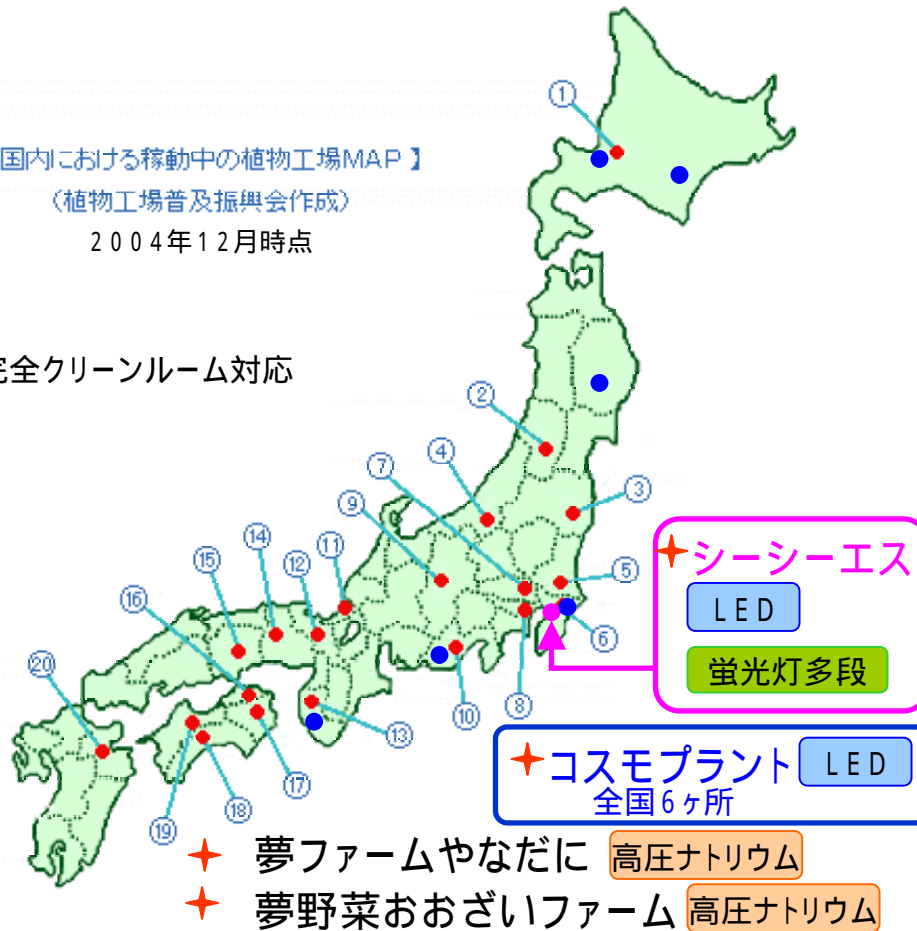 国内における稼動中の植物工場MAP】
(植物工場普及振興会作成)
2004年12月時点
完全クリーンルーム対応
①
②
③
④
⑤
⑥
⑦
⑧
⑨
⑩
⑪
⑫
⑬
⑭
⑮
⑯
⑰
⑱
⑲
⑳
シーシーエス
LED
蛍光灯多段
コスモプラント LED
全国6ヶ所
夢ファームやなだに 高圧ナトリウム
夢野菜おおざいファーム 高圧ナトリウム